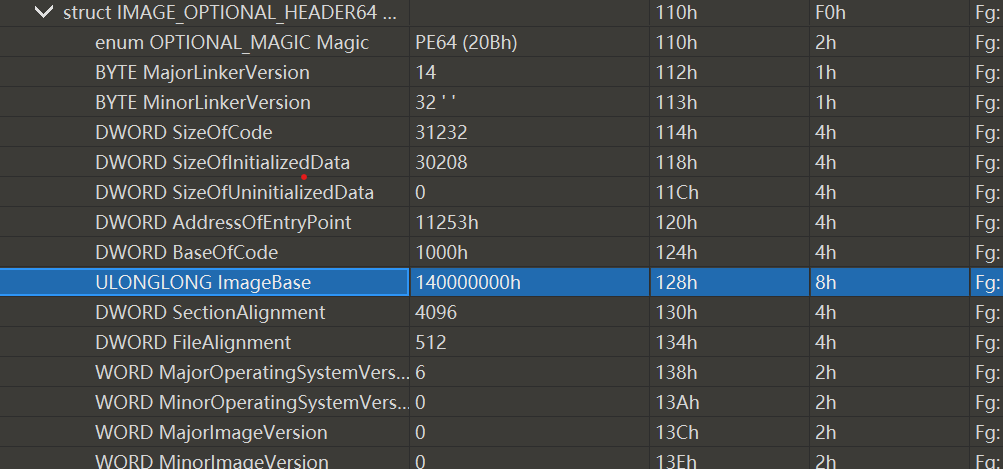 struct IMAGE_OPTIONAL_HEADER64 ... 110h F0h Fg:
enum OPTIONAL_MAGIC Magic PE64 (20Bh) 110h 2h Fg:
BYTE MajorLinkerVersion 14 112h 1h Fg:
BYTE MinorLinkerVersion 32 ' ' 113h 1h Fg:
DWORD SizeOfCode 31232 114h 4h Fg:
DWORD SizeOfInitializedData 30208 118h 4h Fg:
DWORD SizeOfUninitializedData 0 11Ch 4h Fg:
DWORD AddressOfEntryPoint 11253h 120h 4h Fg:
DWORD BaseOfCode 1000h 124h 4h Fg:
ULONGLONG ImageBase 140000000h 128h 8h Fg:
DWORD SectionAlignment 4096 130h 4h Fg:
DWORD FileAlignment 512 134h 4h Fg:
WORD MajorOperatingSystemVers... 6 138h 2h Fg:
WORD MinorOperatingSystemVers... 0 13Ah 2h Fg:
WORD MajorImageVersion 0 13Ch 2h Fg:
WORD MinorImageVersion 0 13Eh 2h Fg: